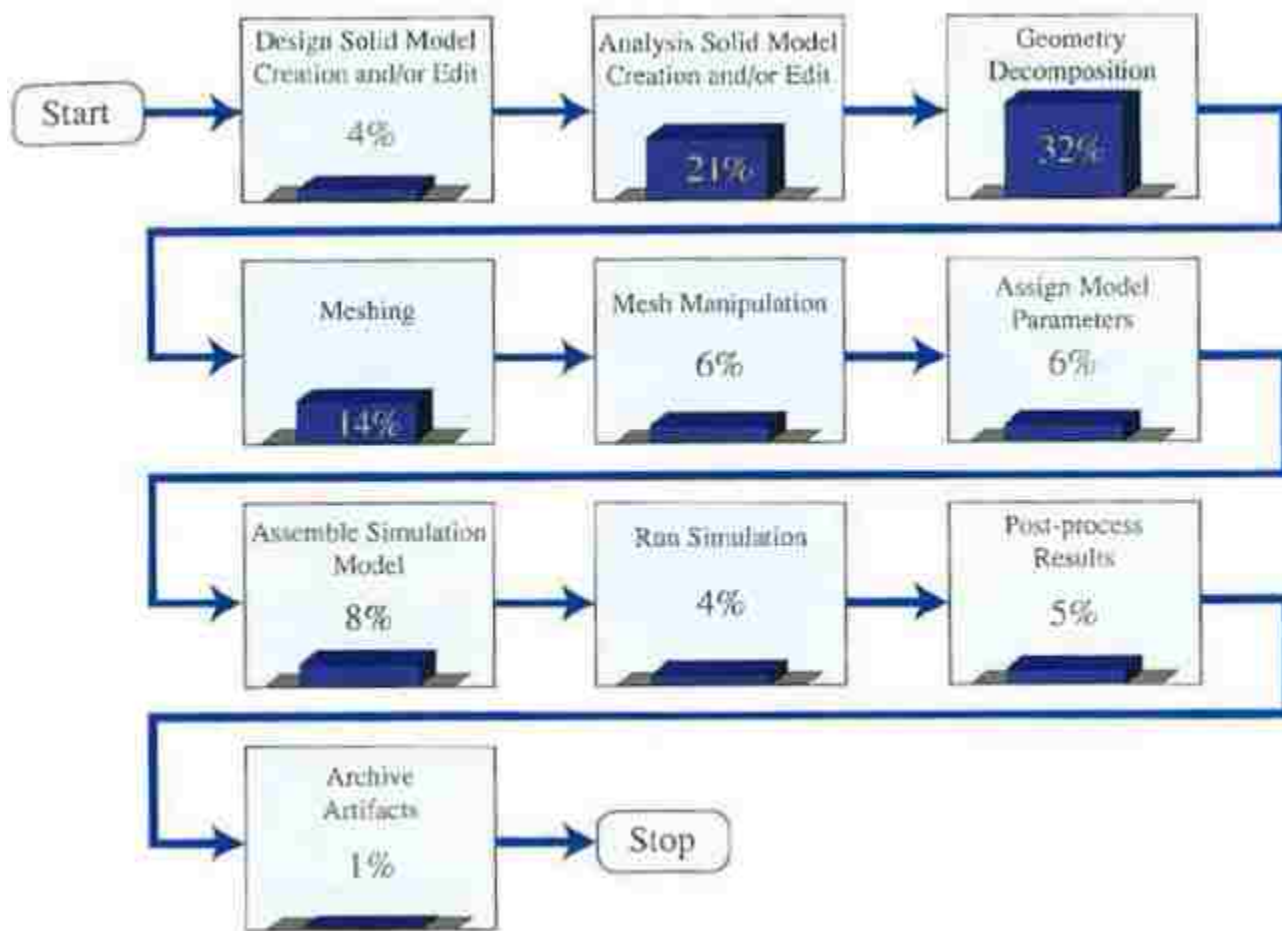 Start
Design Solid Model
Creation and/or Edit
4%
Analysis Solid Model
Creation and/or Edit
21%
Geometry
Decomposition
32%
Meshing
14%
Mesh Manipulation
6%
Assign Model
Parameters
6%
Assemble Simulation
Model
8%
Run Simulation
4%
Post-process
Results
5%
Archive
Artifacts
1%
Stop